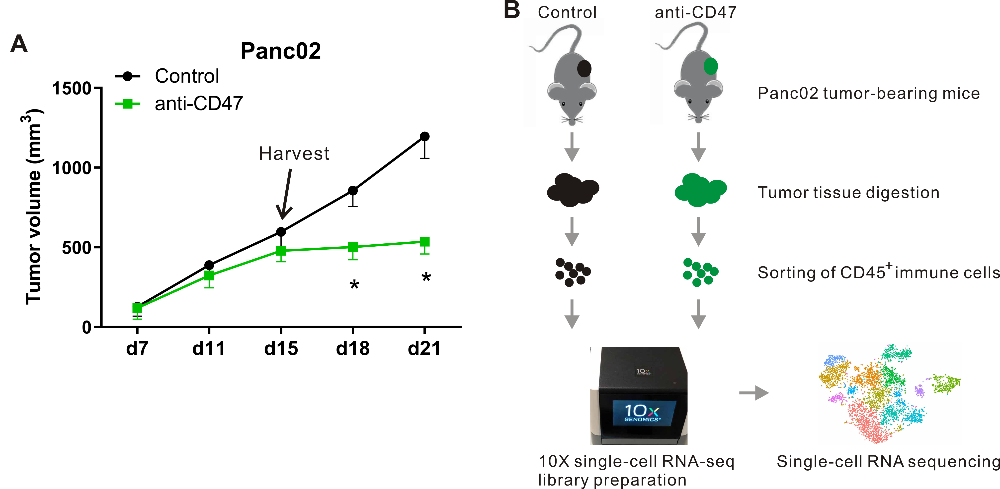 A
Panc02
Control
anti-CD47
Tumor volume (mm³)
1500
1000
500
0
Harvest
*
*
d7 d11 d15 d18 d21
B
Control anti-CD47
Panc02 tumor-bearing mice
Tumor tissue digestion
Sorting of CD45⁺ immune cells
10x
GENOMICS
10x
GENOMICS®
10X single-cell RNA-seq
library preparation
Single-cell RNA sequencing